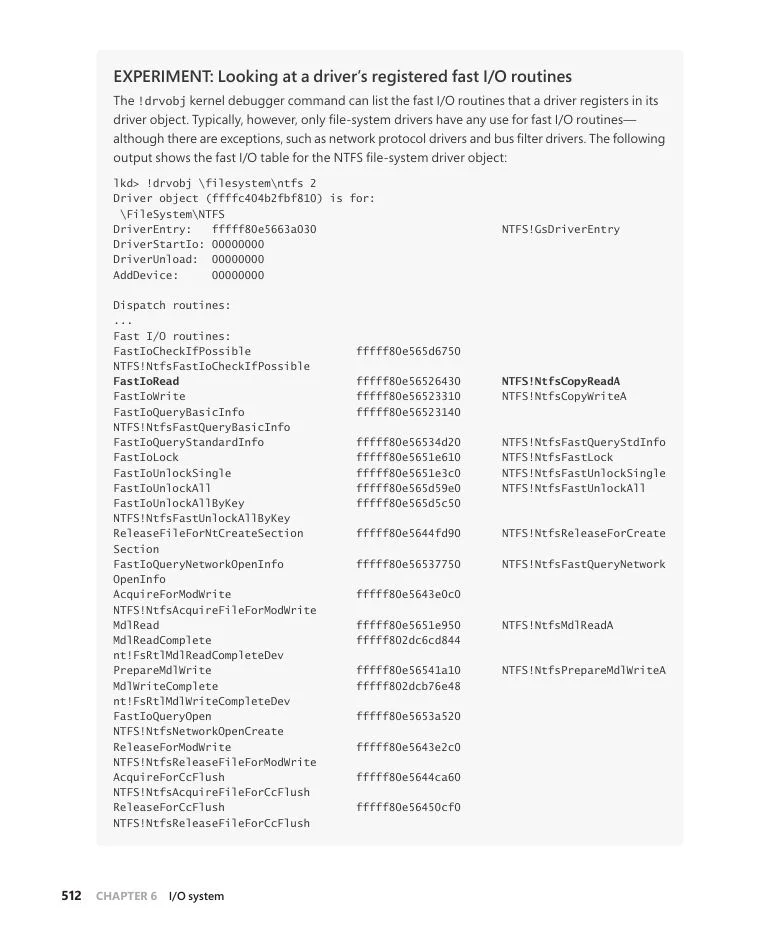 EXPERIMENT: Looking at a driver’s registered fast I/O routines
The !drvobj kernel debugger command can list the fast I/O routines that a driver registers in its
driver object. Typically, however, only file-system drivers have any use for fast I/O routines—
although there are exceptions, such as network protocol drivers and bus filter drivers. The following
output shows the fast I/O table for the NTFS file-system driver object:
lkd> !drvobj \filesystem\ntfs 2
Driver object (ffffc404b2fbf810) is for:
\FileSystem\NTFS
DriverEntry: fffff80e5663a030 NTFS!GsDriverEntry
DriverStartIo: 00000000
DriverUnload: 00000000
AddDevice: 00000000
Dispatch routines:
...
Fast I/O routines:
FastIoCheckIfPossible fffff80e565d6750
NTFS!NtfsFastIoCheckIfPossible
FastIoRead fffff80e56526430 NTFS!NtfsCopyReadA
FastIoWrite fffff80e56523310 NTFS!NtfsCopyWriteA
FastIoQueryBasicInfo fffff80e56523140
NTFS!NtfsFastQueryBasicInfo
FastIoQueryStandardInfo fffff80e56534d20 NTFS!NtfsFastQueryStdInfo
FastIoLock fffff80e5651e610 NTFS!NtfsFastLock
FastIoUnlockSingle fffff80e5651e3c0 NTFS!NtfsFastUnlockSingle
FastIoUnlockAll fffff80e565d59e0 NTFS!NtfsFastUnlockAll
FastIoUnlockAllByKey fffff80e565d5c50
NTFS!NtfsFastUnlockAllByKey
ReleaseFileForNtCreateSection fffff80e5644fd90 NTFS!NtfsReleaseForCreate
Section
FastIoQueryNetworkOpenInfo fffff80e56537750 NTFS!NtfsFastQueryNetwork
OpenInfo
AcquireForModWrite fffff80e5643e0c0
NTFS!NtfsAcquireFileForModWrite
MdlRead fffff80e5651e950 NTFS!NtfsMdlReadA
MdlReadComplete fffff802dc6cd844
nt!FsRtlMdlReadCompleteDev
PrepareMdlWrite fffff80e56541a10 NTFS!NtfsPrepareMdlWriteA
MdlWriteComplete fffff802dcb76e48
nt!FsRtlMdlWriteCompleteDev
FastIoQueryOpen fffff80e5653a520
NTFS!NtfsNetworkOpenCreate
ReleaseForModWrite fffff80e5643e2c0
NTFS!NtfsReleaseFileForModWrite
AcquireForCcFlush fffff80e5644ca60
NTFS!NtfsAcquireFileForCcFlush
ReleaseForCcFlush fffff80e56450cf0
NTFS!NtfsReleaseFileForCcFlush
512 CHAPTER 6 I/O system